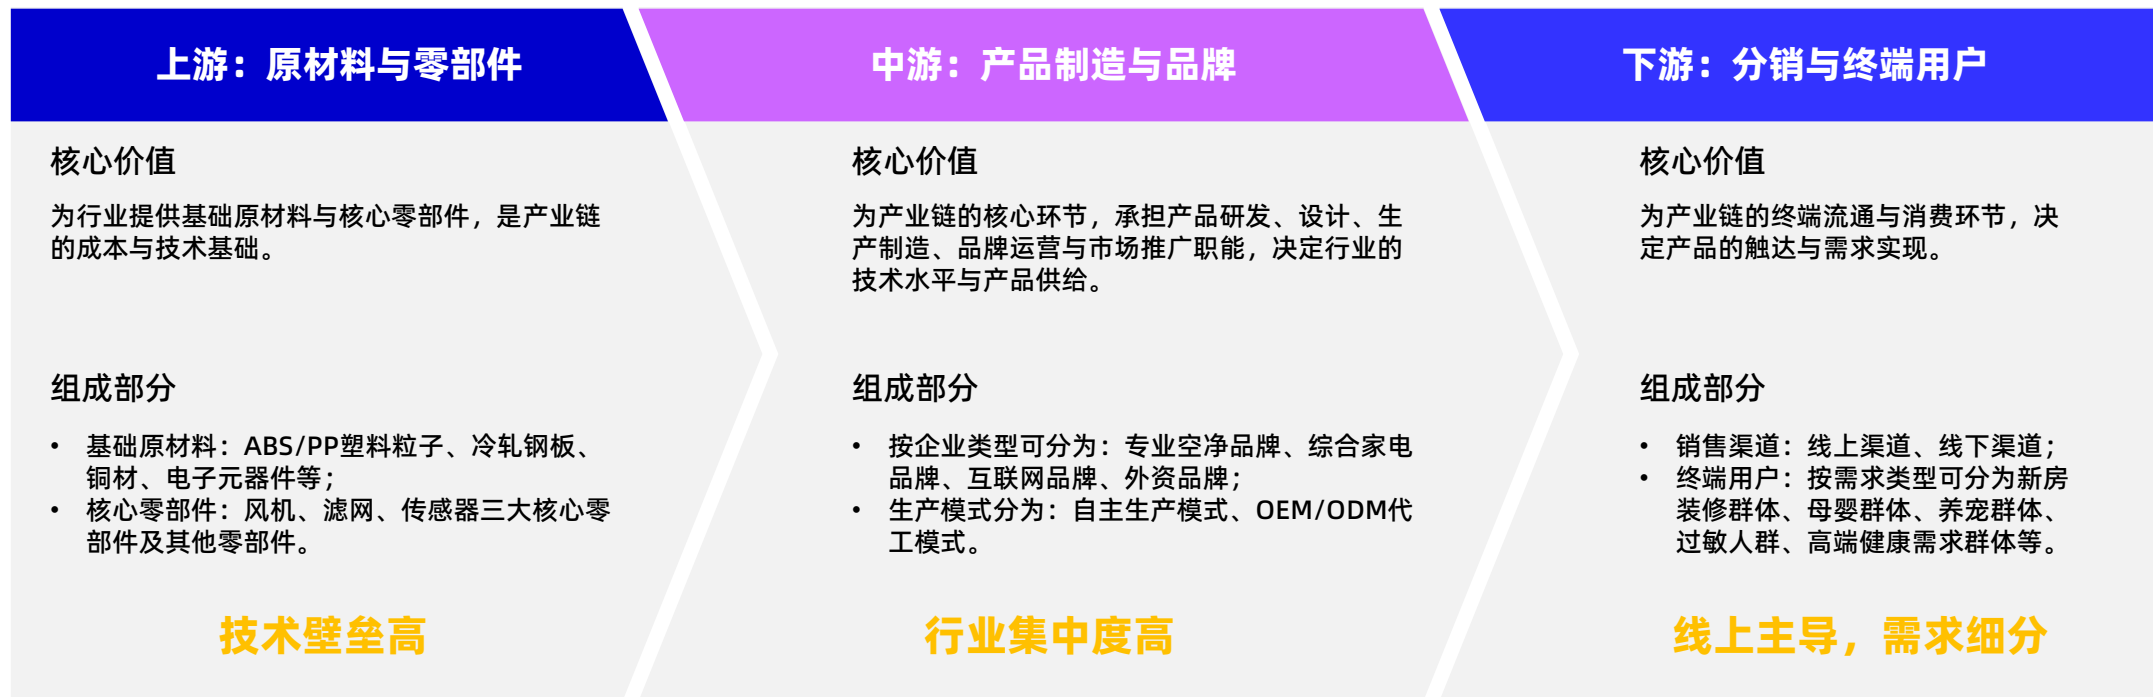 上游：原材料与零部件
核心价值
为行业提供基础原材料与核心零部件，是产业链
的成本与技术基础。
组成部分
• 基础原材料：ABS/PP塑料粒子、冷轧钢板、
铜材、电子元器件等；
• 核心零部件：风机、滤网、传感器三大核心零
部件及其他零部件。
技术壁垒高
中游：产品制造与品牌
核心价值
为产业链的核心环节，承担产品研发、设计、生
产制造、品牌运营与市场推广职能，决定行业的
技术水平与产品供给。
组成部分
• 按企业类型可分为：专业空净品牌、综合家电
品牌、互联网品牌、外资品牌；
• 生产模式分为：自主生产模式、OEM/ODM代
工模式。
行业集中度高
下游：分销与终端用户
核心价值
为产业链的终端流通与消费环节，决
定产品的触达与需求实现。
组成部分
• 销售渠道：线上渠道、线下渠道；
• 终端用户：按需求类型可分为新房
装修群体、母婴群体、养宠群体、
过敏人群、高端健康需求群体等。
线上主导，需求细分